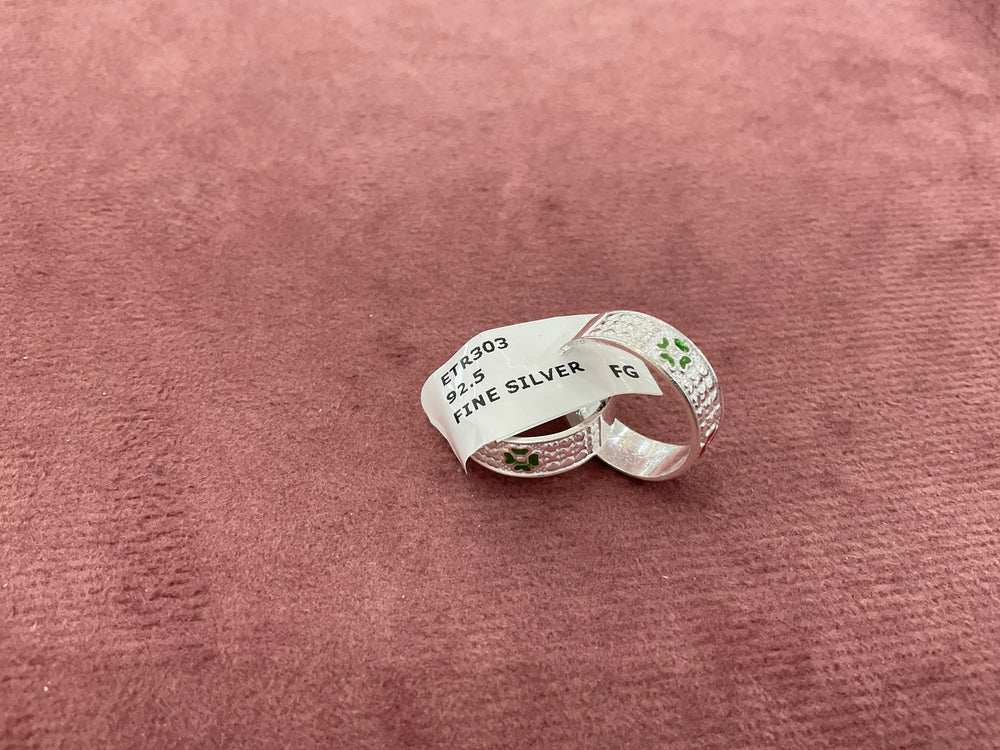 ETR303
92.5
FINE SILVER FG